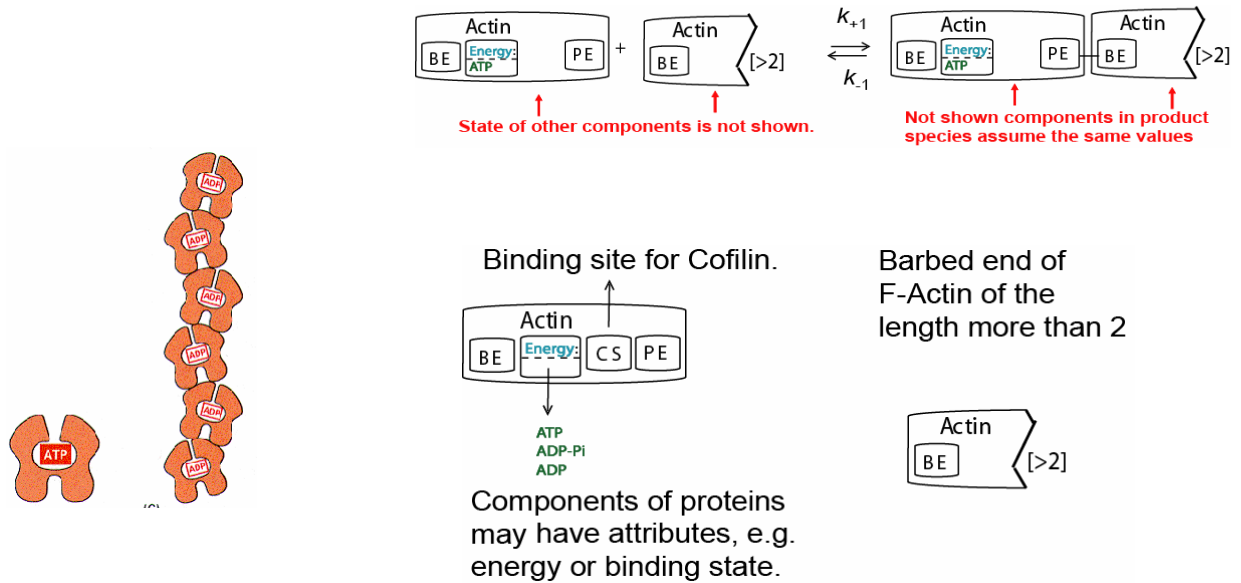 Actin
BE
Energy:
ATP
PE
+
Actin
BE
[>2]
k+1
k-1
Actin
BE
Energy:
ATP
PE
Actin
BE
[>2]
State of other components is not shown.
Not shown components in product
species assume the same values
ADP
ADP
ADP
ADP
ADP
ADP
ATP
Binding site for Cofilin.
Actin
BE
Energy:
CS
PE
ATP
ADP-Pi
ADP
Components of proteins
may have attributes, e.g.
energy or binding state.
Barbed end of
F-Actin of the
length more than 2
Actin
BE
[>2]